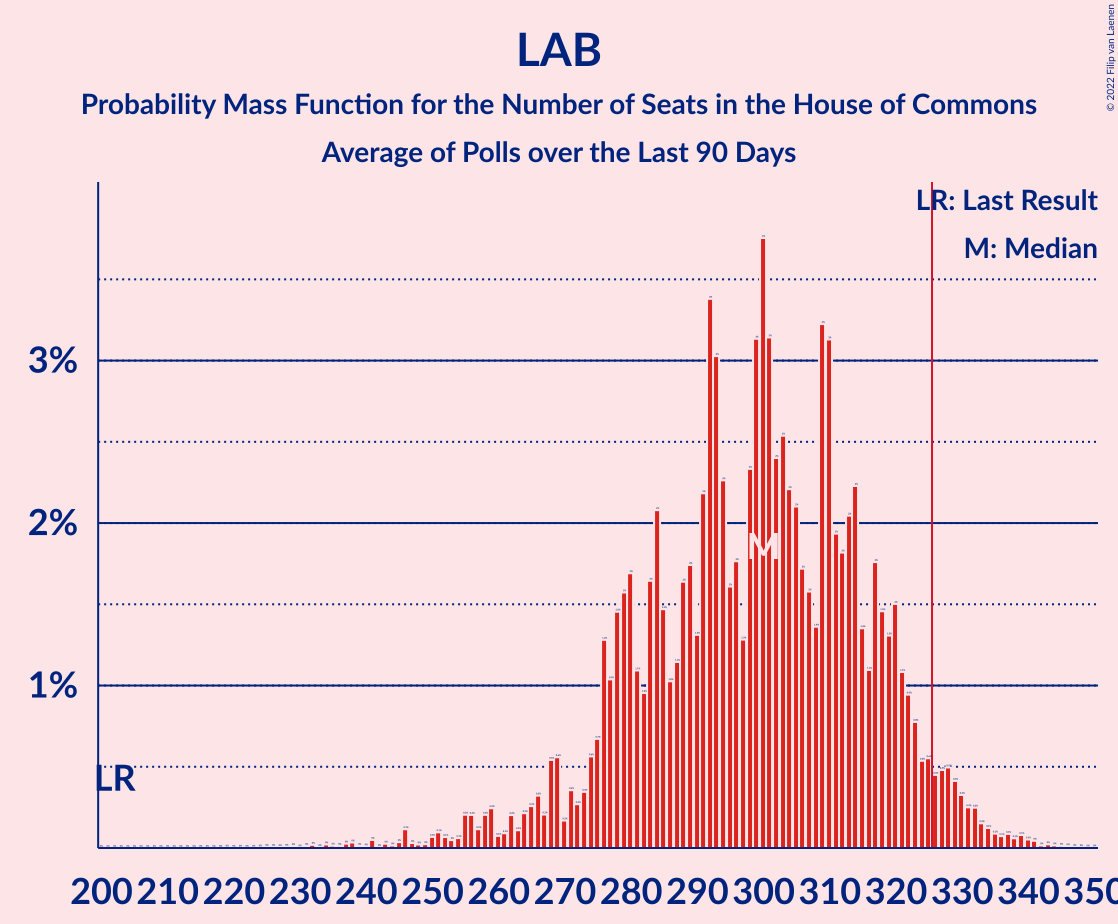 LAB
Probability Mass Function for the Number of Seats in the House of Commons
Average of Polls over the Last 90 Days
© 2022 Filip van Laenen
LR: Last Result
M: Median
3%
2%
1%
M
LR
200 210 220 230 240 250 260 270 280 290 300 310 320 330 340 350